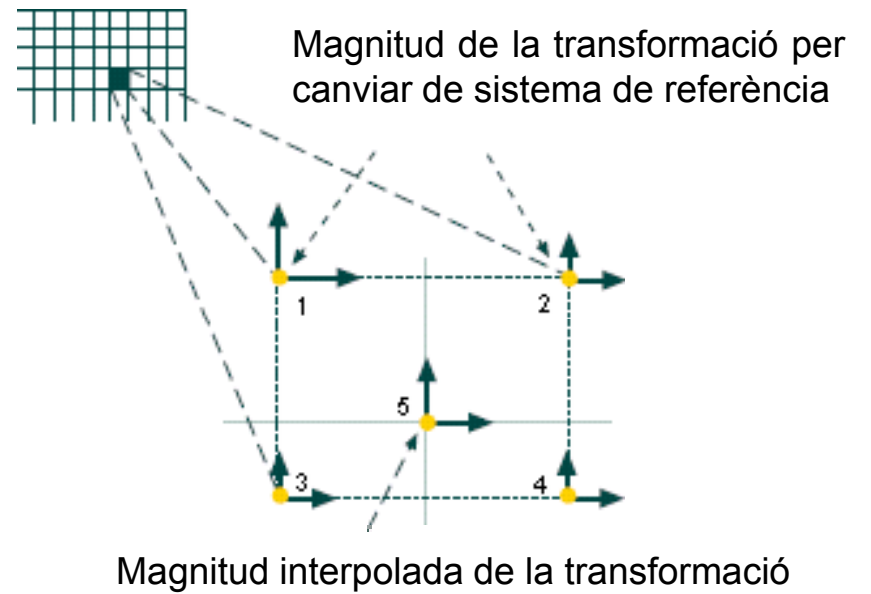 Magnitud de la transformació per
canviar de sistema de referència
1
2
5
3
4
Magnitud interpolada de la transformació